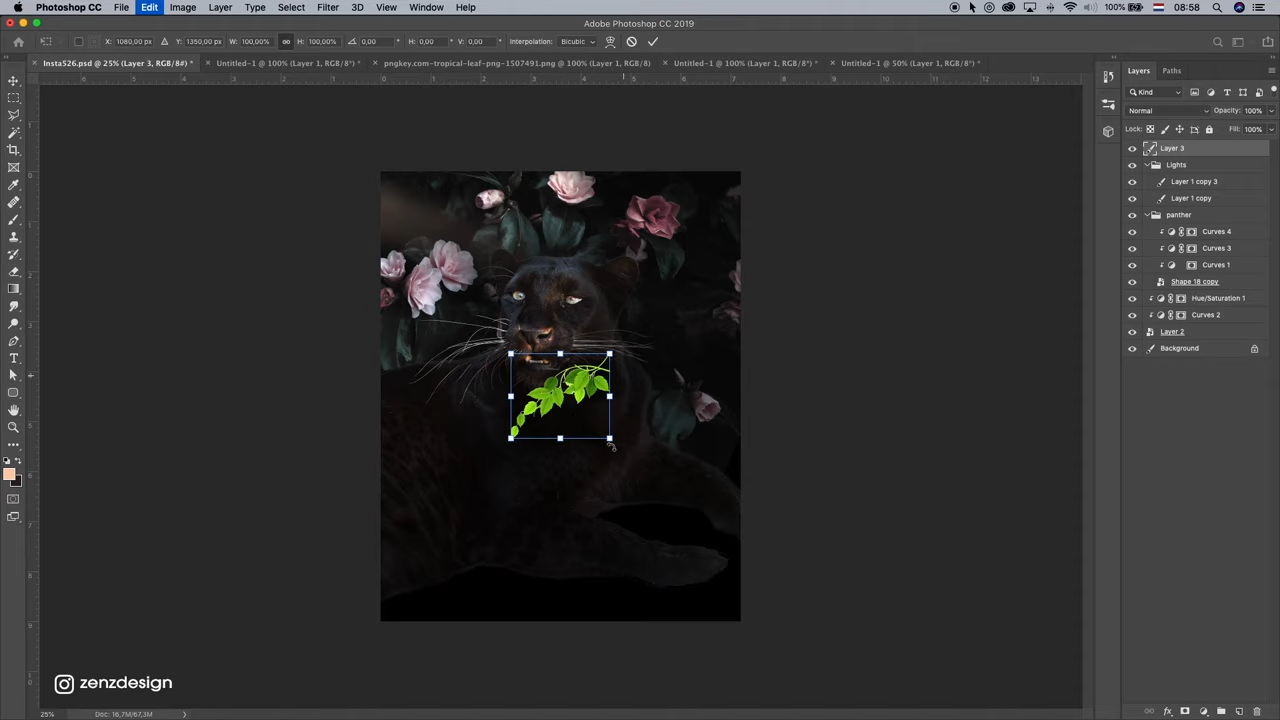 Photoshop CC File Edit Image Layer Type Select Filter 3D View Window Help 100% 08:58
Adobe Photoshop CC 2019
X: 1080,00 px Y: 1350,00 px W: 100,00% H: 100,00% 0,00 ° H: 0,00 ° V: 0,00 ° Interpolation: Bicubic
Insta526.psd @ 25% (Layer 3, RGB/8#) * Untitled-1 @ 100% (Layer 1, RGB/8*) * pngkey.com-tropical-leaf-png-1507491.png @ 100% (Layer 1, RGB/8) Untitled-1 @ 100% (Layer 1, RGB/8*) * Untitled-1 @ 50% (Layer 1, RGB/8*) *
Layers Paths
Kind
Normal Opacity: 100%
Lock: Fill: 100%
Layer 3
Lights
Layer 1 copy 3
Layer 1 copy
panther
Curves 4
Curves 3
Curves 1
Shape 18 copy
Hue/Saturation 1
Curves 2
Layer 2
Background
zenzdesign
25% Doc: 16,7M/67,3M